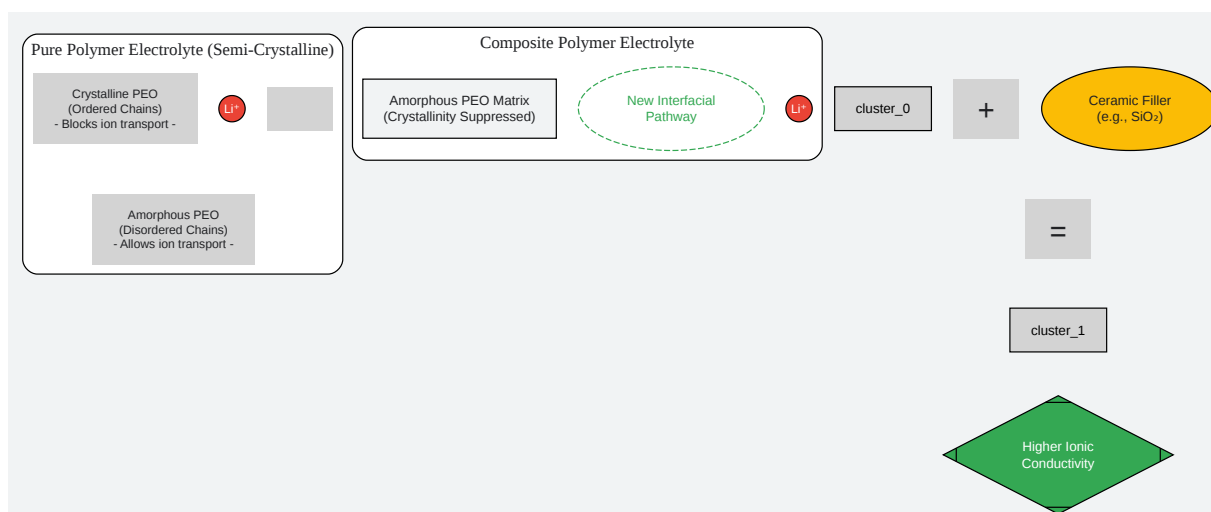 Pure Polymer Electrolyte (Semi-Crystalline)
Crystalline PEO
(Ordered Chains)
- Blocks ion transport -
Li⁺
Amorphous PEO
(Disordered Chains)
- Allows ion transport -
Composite Polymer Electrolyte
Amorphous PEO Matrix
(Crystallinity Suppressed)
New Interfacial
Pathway
Li⁺
cluster_0
+
Ceramic Filler
(e.g., SiO₂)
=
cluster_1
Higher Ionic
Conductivity